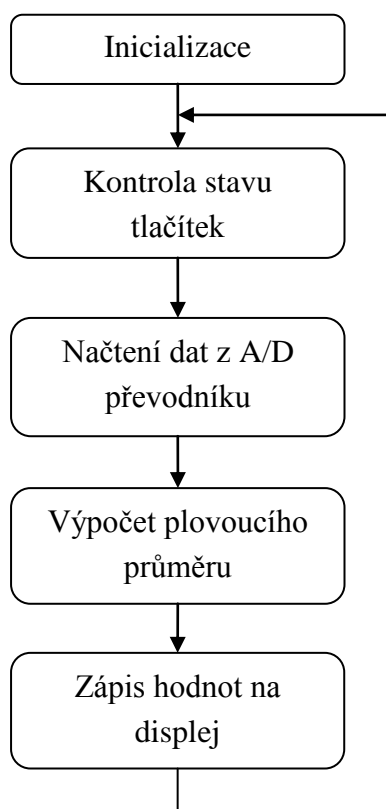 Inicializace
Kontrola stavu
tlačítek
Načtení dat z A/D
převodníku
Výpočet plovoucího
průměru
Zápis hodnot na
displej